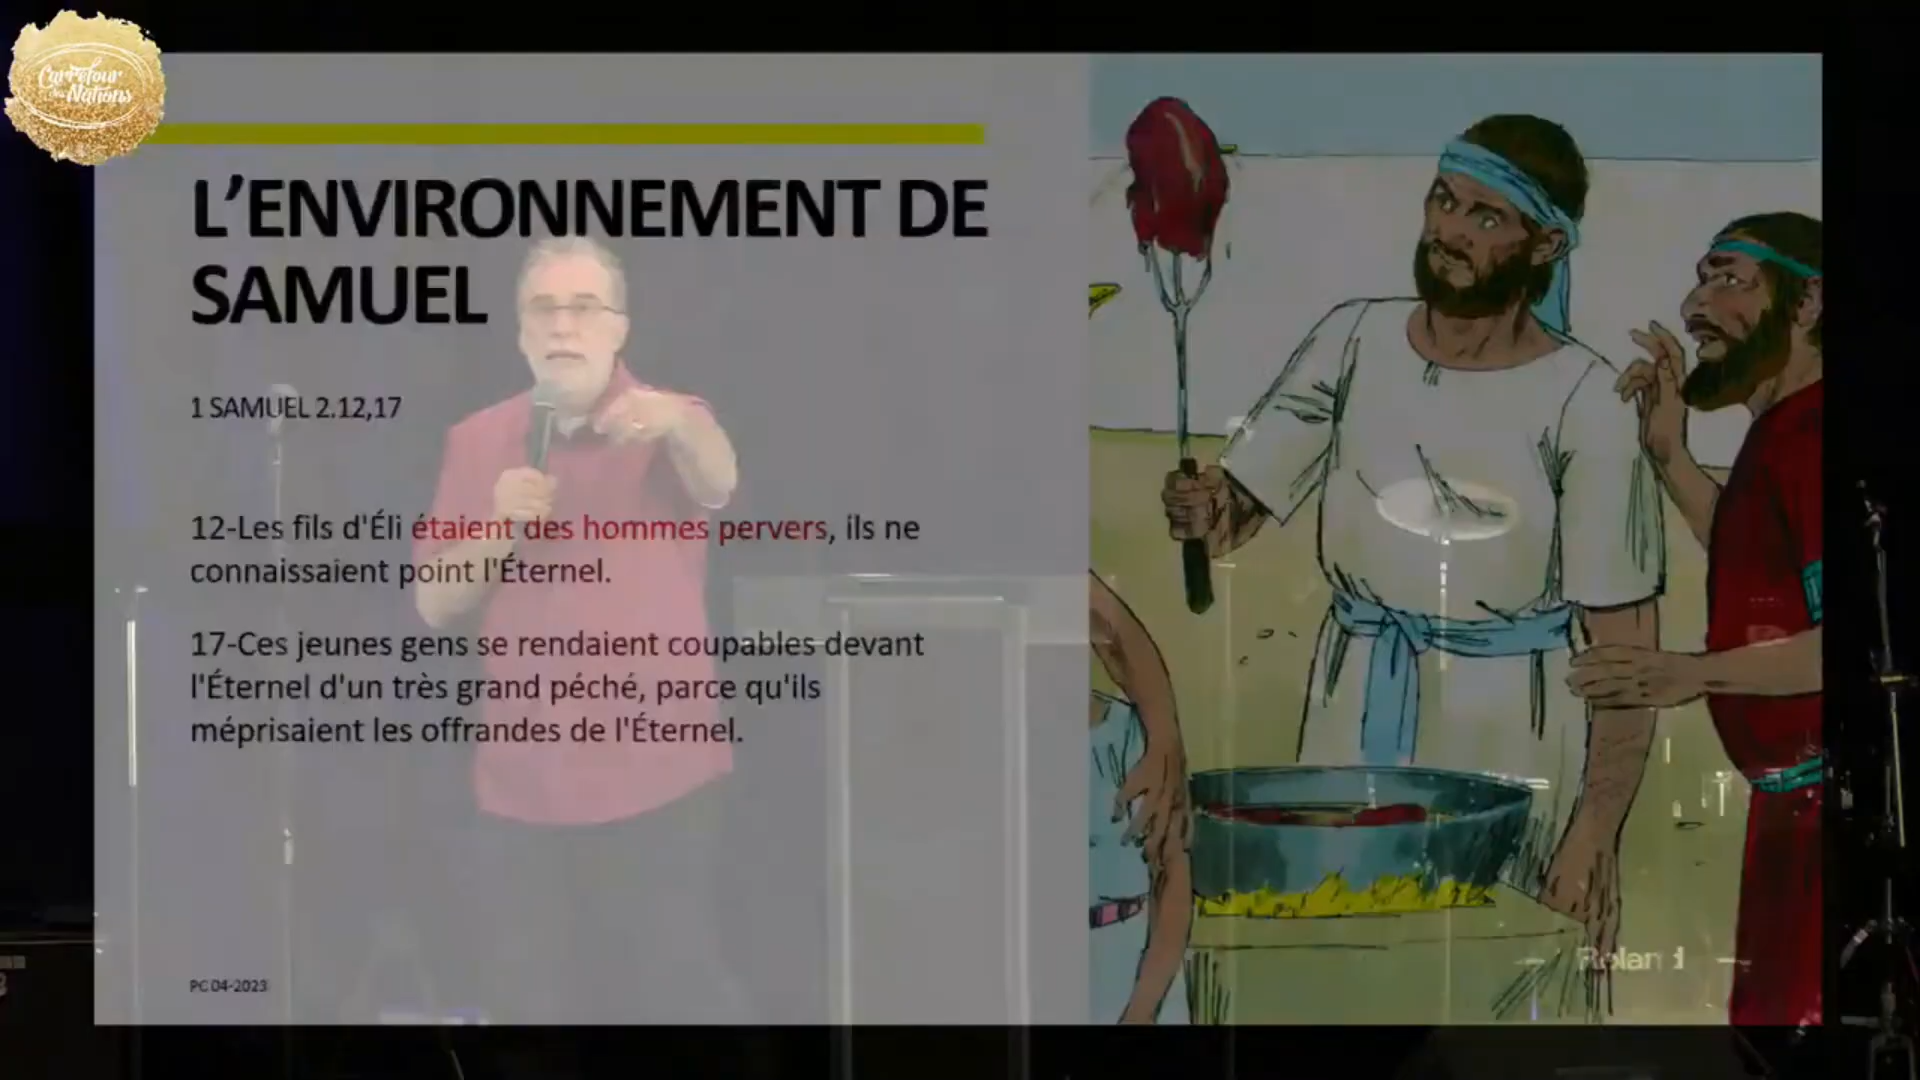 Carrefour
des Nations
L'ENVIRONNEMENT DE
SAMUEL
1 SAMUEL 2.12,17
12-Les fils d'Éli étaient des hommes pervers, ils ne
connaissaient point l'Éternel.
17-Ces jeunes gens se rendaient coupables devant
l'Éternel d'un très grand péché, parce qu'ils
méprisaient les offrandes de l'Éternel.
PC 04-2023
Roland